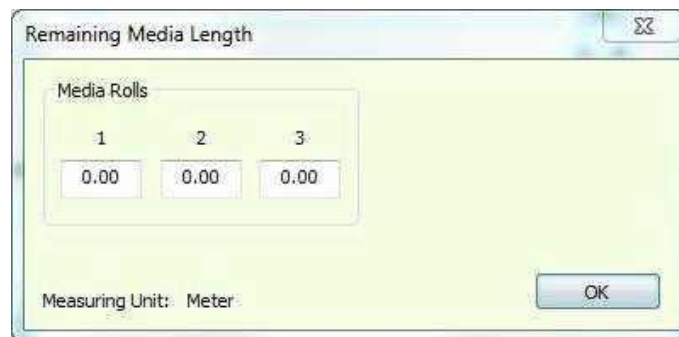 Remaining Media Length
Media Rolls
1 2 3
0.00 0.00 0.00
Measuring Unit: Meter
OK